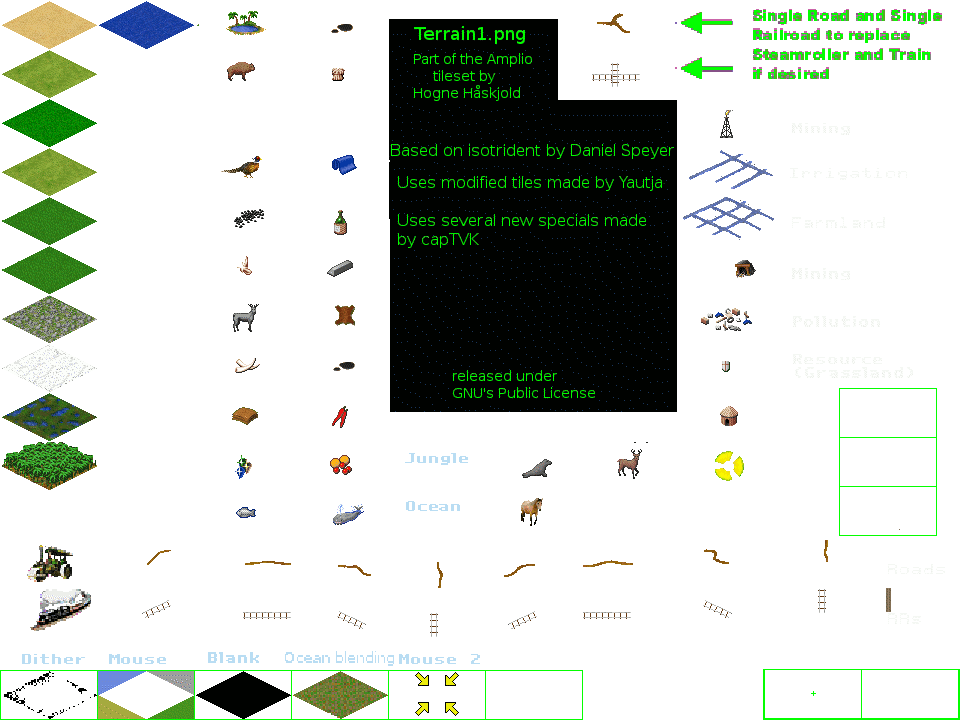 Terrain1.png
Part of the Amplio
tileset by
Hogne Håskjold
Based on isotrident by Daniel Speyer
Uses modified tiles made by Yautja
Uses several new specials made
by capTVK
released under
GNU's Public License
Single Road and Single
Railroad to replace
Steamroller and Train
if desired
Mining
Irrigation
Farmland
Mining
Pollution
Resource
(Grassland)
Jungle
Ocean
Roads
RRs
Dither
Mouse
Blank
Ocean blending
Mouse 2